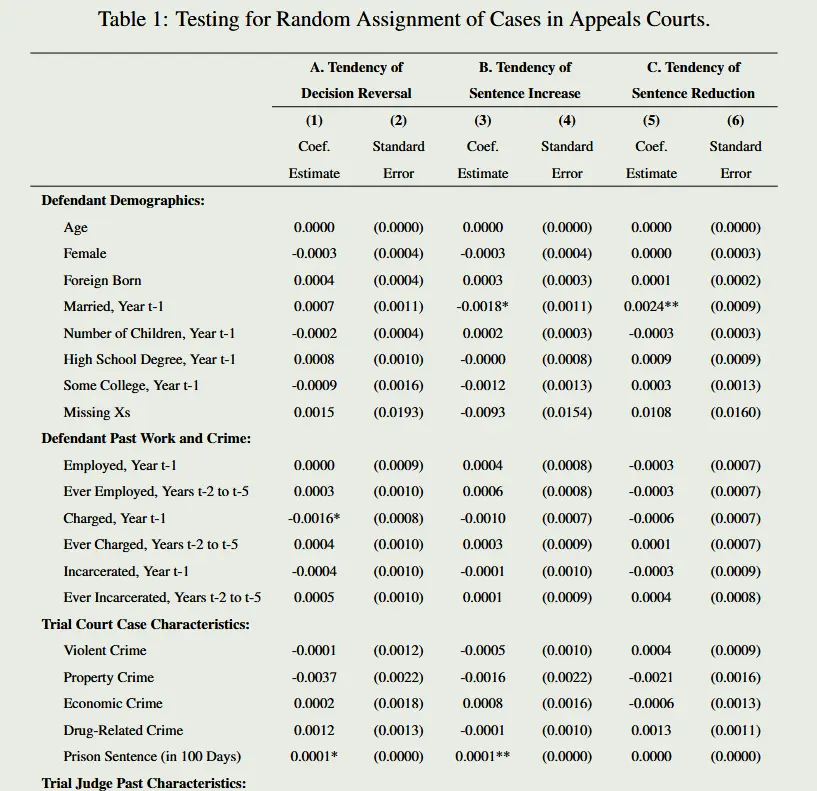 Table 1: Testing for Random Assignment of Cases in Appeals Courts.
A. Tendency of B. Tendency of C. Tendency of
Decision Reversal Sentence Increase Sentence Reduction
(1) (2) (3) (4) (5) (6)
Coef. Standard Coef. Standard Coef. Standard
Estimate Error Estimate Error Estimate Error
Defendant Demographics:
Age 0.0000 (0.0000) 0.0000 (0.0000) 0.0000 (0.0000)
Female -0.0003 (0.0004) -0.0003 (0.0004) 0.0000 (0.0003)
Foreign Born 0.0004 (0.0004) 0.0003 (0.0003) 0.0001 (0.0002)
Married, Year t-1 0.0007 (0.0011) -0.0018* (0.0011) 0.0024** (0.0009)
Number of Children, Year t-1 -0.0002 (0.0004) 0.0002 (0.0003) -0.0003 (0.0003)
High School Degree, Year t-1 0.0008 (0.0010) -0.0000 (0.0008) 0.0009 (0.0009)
Some College, Year t-1 -0.0009 (0.0016) -0.0012 (0.0013) 0.0003 (0.0013)
Missing Xs 0.0015 (0.0193) -0.0093 (0.0154) 0.0108 (0.0160)
Defendant Past Work and Crime:
Employed, Year t-1 0.0000 (0.0009) 0.0004 (0.0008) -0.0003 (0.0007)
Ever Employed, Years t-2 to t-5 0.0003 (0.0010) 0.0006 (0.0008) -0.0003 (0.0007)
Charged, Year t-1 -0.0016* (0.0008) -0.0010 (0.0007) -0.0006 (0.0007)
Ever Charged, Years t-2 to t-5 0.0004 (0.0010) 0.0003 (0.0009) 0.0001 (0.0007)
Incarcerated, Year t-1 -0.0004 (0.0010) -0.0001 (0.0010) -0.0003 (0.0009)
Ever Incarcerated, Years t-2 to t-5 0.0005 (0.0010) 0.0001 (0.0009) 0.0004 (0.0008)
Trial Court Case Characteristics:
Violent Crime -0.0001 (0.0012) -0.0005 (0.0010) 0.0004 (0.0009)
Property Crime -0.0037 (0.0022) -0.0016 (0.0022) -0.0021 (0.0016)
Economic Crime 0.0002 (0.0018) 0.0008 (0.0016) -0.0006 (0.0013)
Drug-Related Crime 0.0012 (0.0013) -0.0001 (0.0010) 0.0013 (0.0011)
Prison Sentence (in 100 Days) 0.0001* (0.0000) 0.0001** (0.0000) 0.0000 (0.0000)
Trial Judge Past Characteristics: